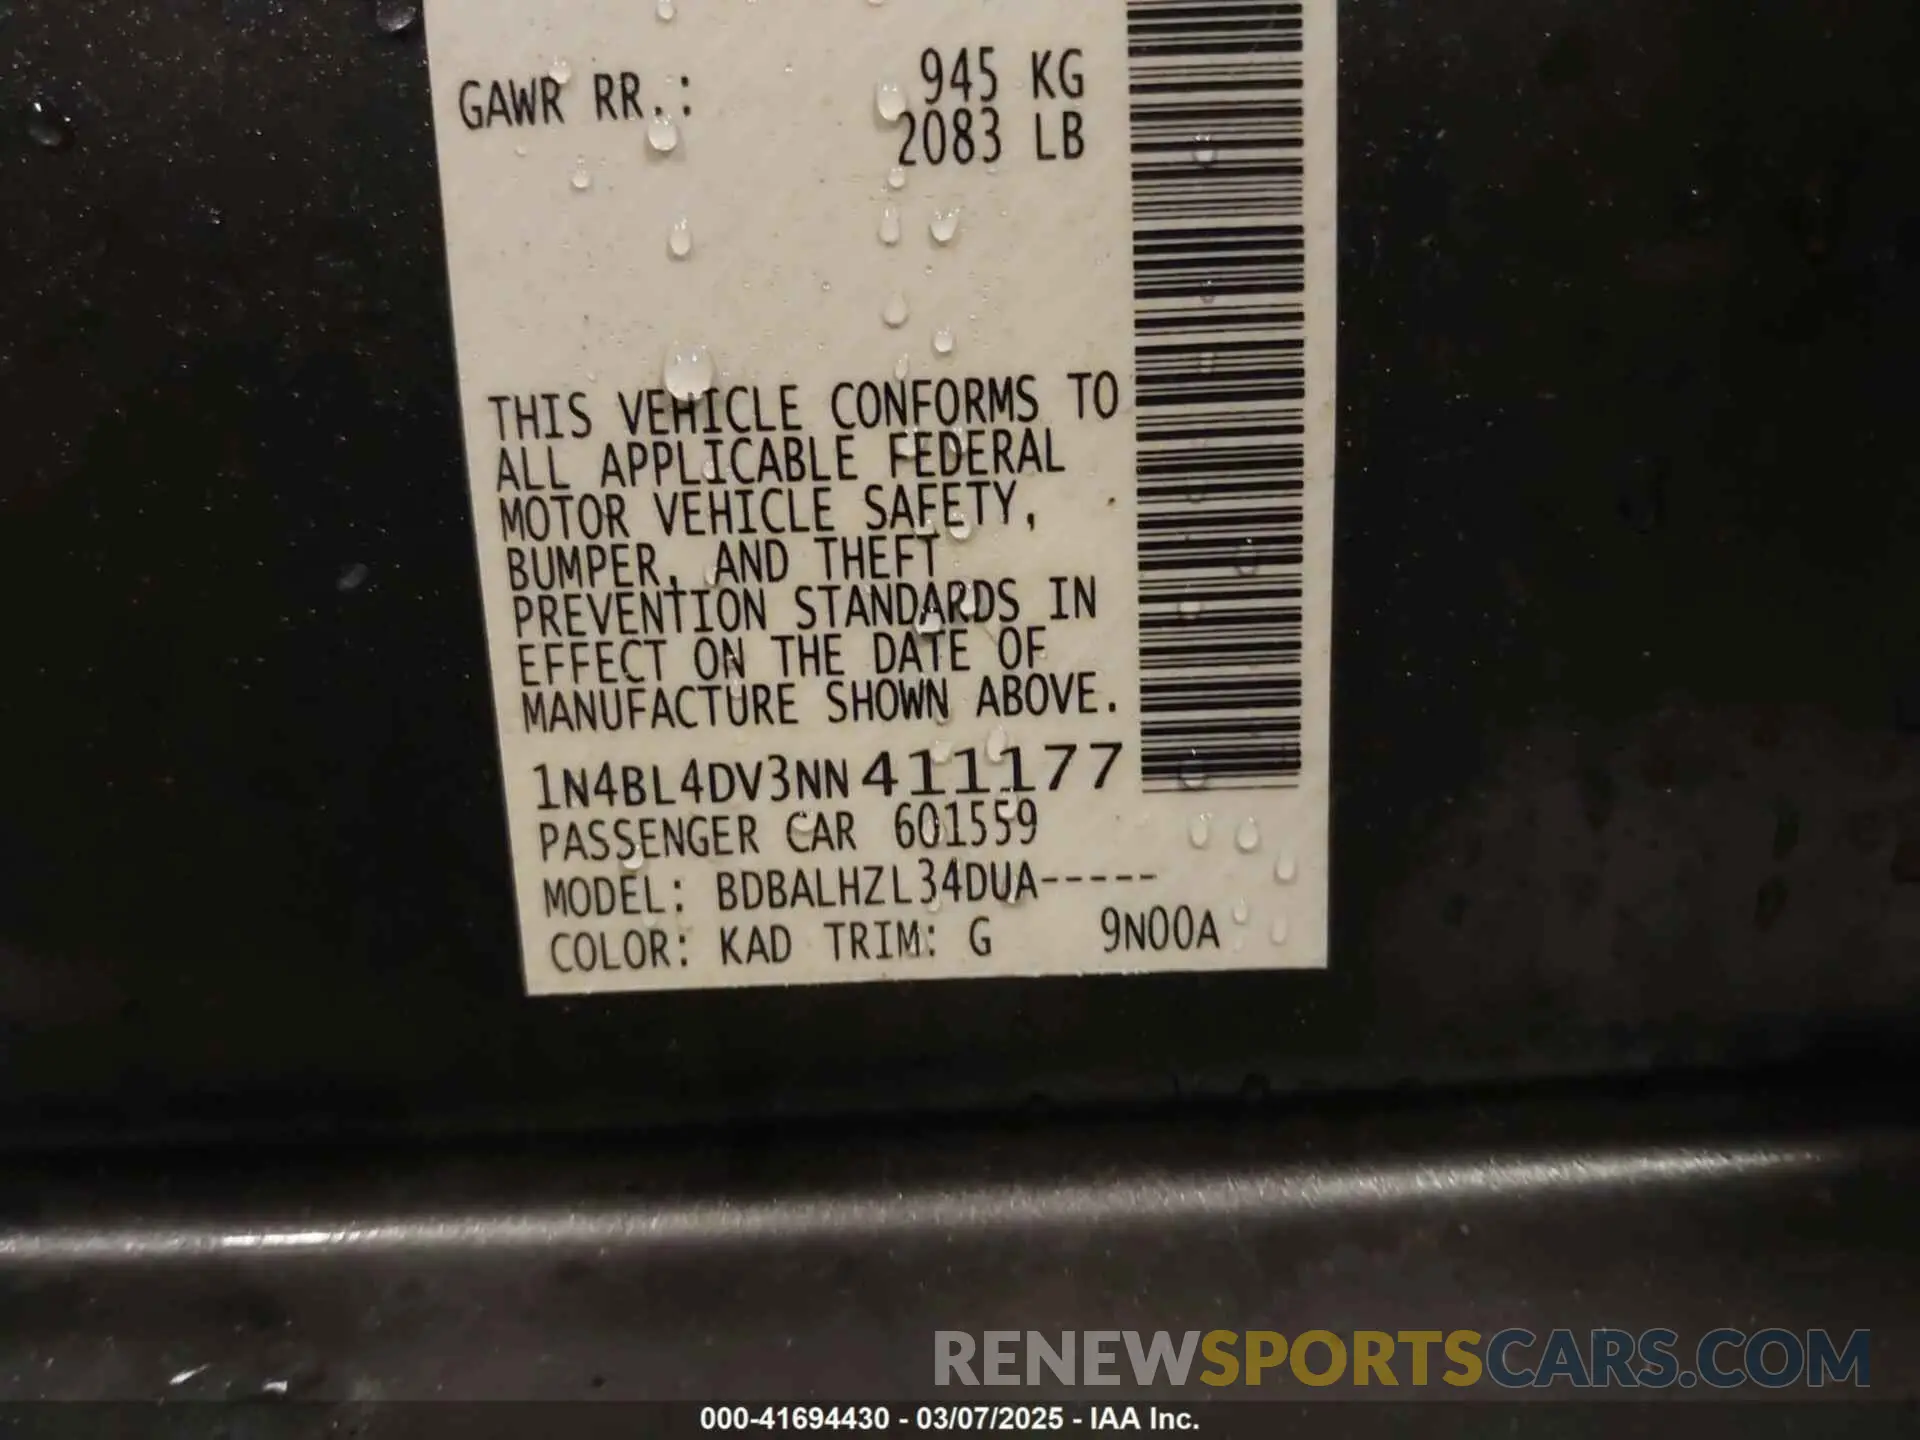 GAWR RR.: 945 KG
2083 LB
THIS VEHICLE CONFORMS TO
ALL APPLICABLE FEDERAL
MOTOR VEHICLE SAFETY,
BUMPER, AND THEFT
PREVENTION STANDARDS IN
EFFECT ON THE DATE OF
MANUFACTURE SHOWN ABOVE.
1N4BL4DV3NN411177
PASSENGER CAR 601559
MODEL: BDBALHZL34DUA-----
COLOR: KAD TRIM: G 9N00A
RENEWSPORTSCARS.COM
000-41694430 - 03/07/2025 - IAA Inc.